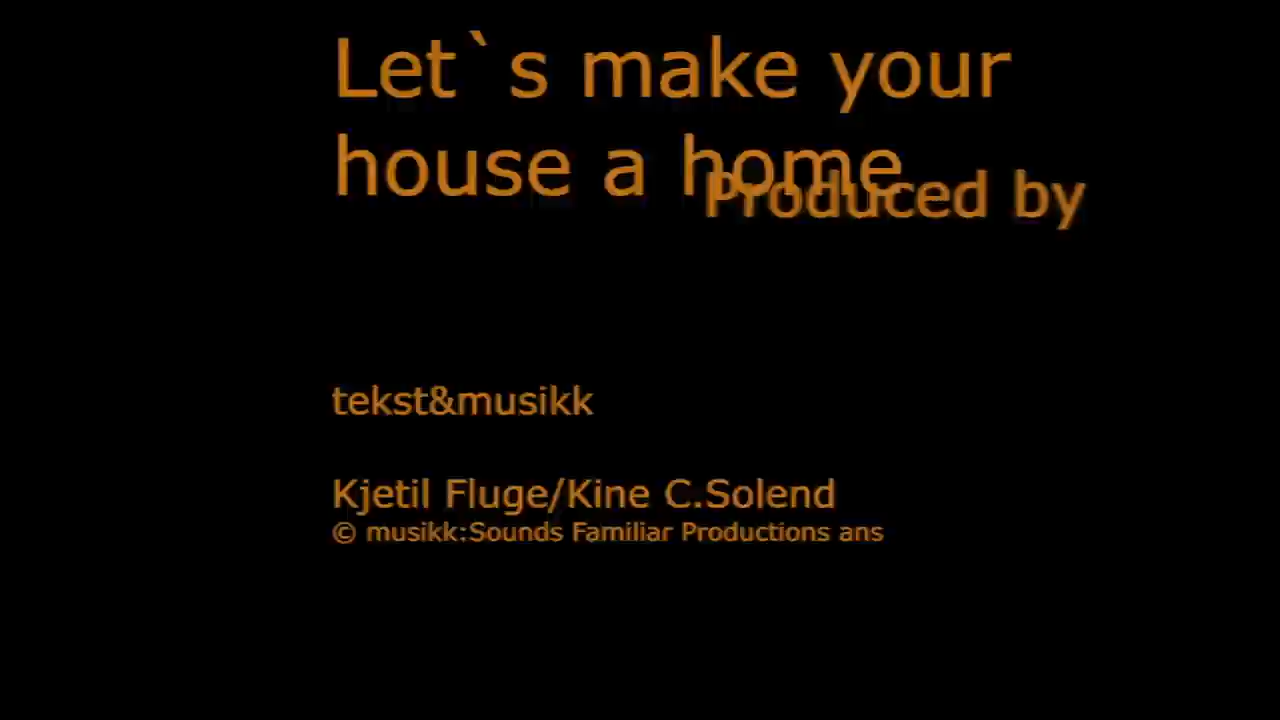 Let`s make your
house a home
Produced by
tekst&musikk
Kjetil Fluge/Kine C.Solend
© musikk:Sounds Familiar Productions ans